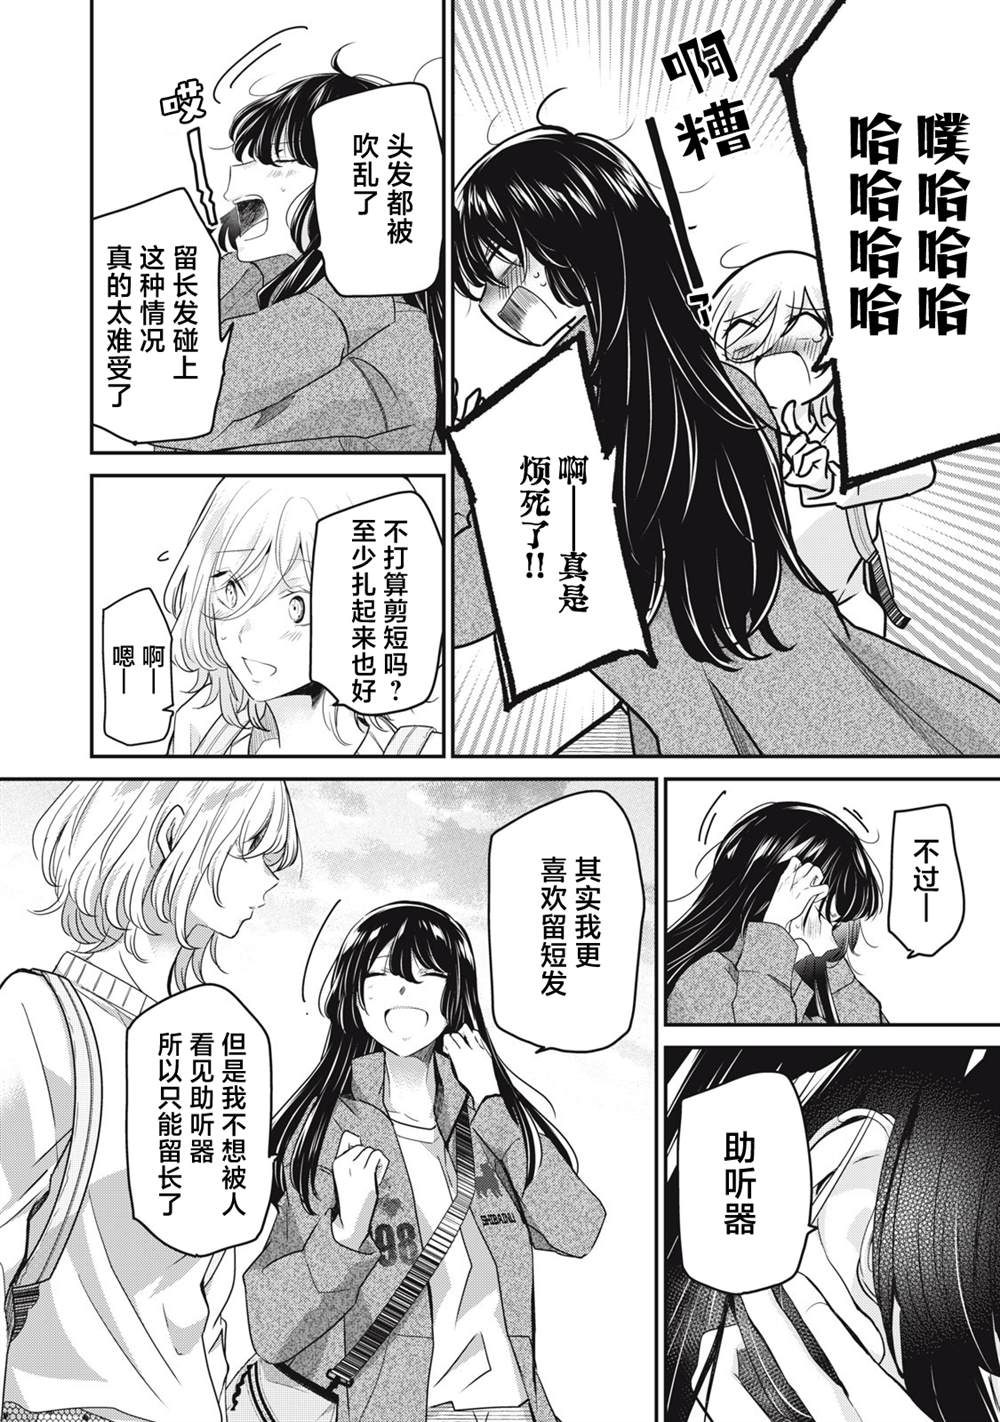 噗哈哈哈
哈哈哈哈
啊
糟
啊——真是
烦死了!!
头发都被
吹乱了
哎
留长发碰上
这种情况
真的太难受了
不打算剪短吗？
至少扎起来也好
啊—
嗯—
不过—
助听器
其实我更
喜欢留短发
但是我不想被人
看见助听器
所以只能留长了
98
SHIBAINU